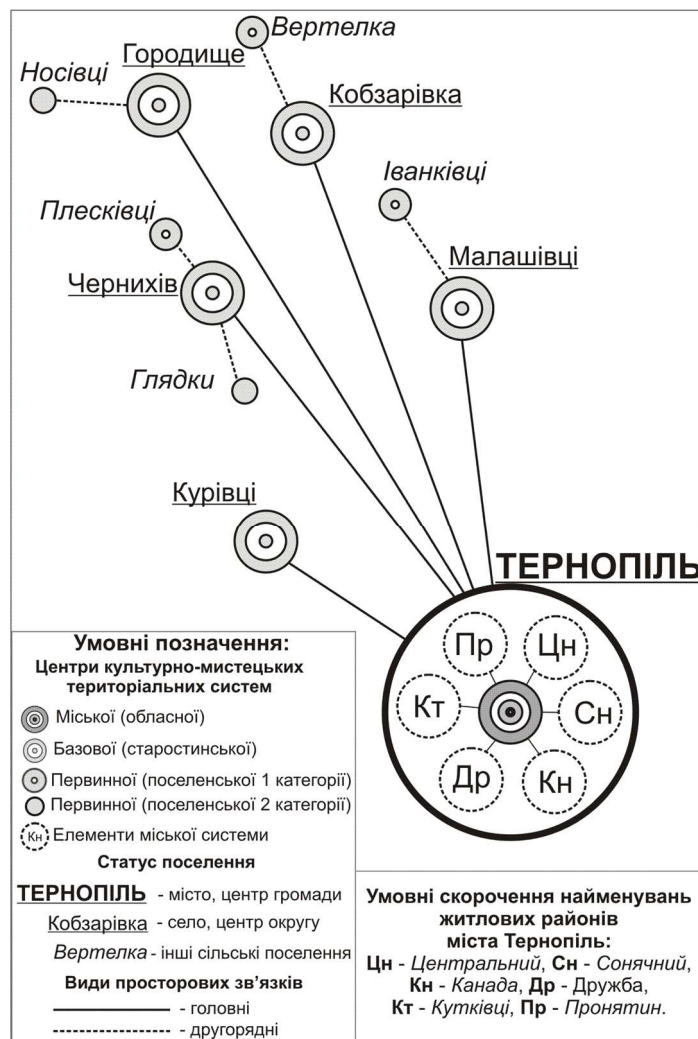 Вертелка
Городище
Носівці
Кобзарівка
Іванківці
Плесківці
Малашівці
Чернихів
Глядки
Курівці
ТЕРНОПІЛЬ
Пр
Цн
Кт
Сн
Др
Кн
Умовні позначення:
Центри культурно-мистецьких
територіальних систем
Міської (обласної)
Базової (старостинської)
Первинної (поселенської 1 категорії)
Первинної (поселенської 2 категорії)
Кн Елементи міської системи
Статус поселення
ТЕРНОПІЛЬ - місто, центр громади
Кобзарівка - село, центр округу
Вертелка - інші сільські поселення
Види просторових зв’язків
- головні
- другорядні
Умовні скорочення найменувань
житлових районів
міста Тернопіль:
Цн - Центральний, Сн - Сонячний,
Кн - Канада, Др - Дружба,
Кт - Кутківці, Пр - Пронятин.